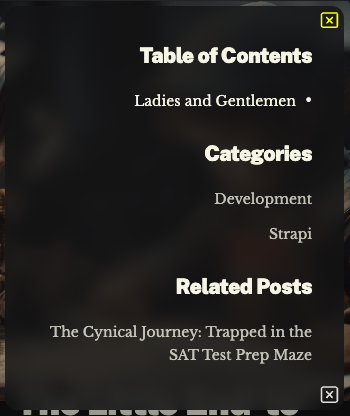 Table of Contents
Ladies and Gentlemen •
Categories
Development
Strapi
Related Posts
The Cynical Journey: Trapped in the
SAT Test Prep Maze